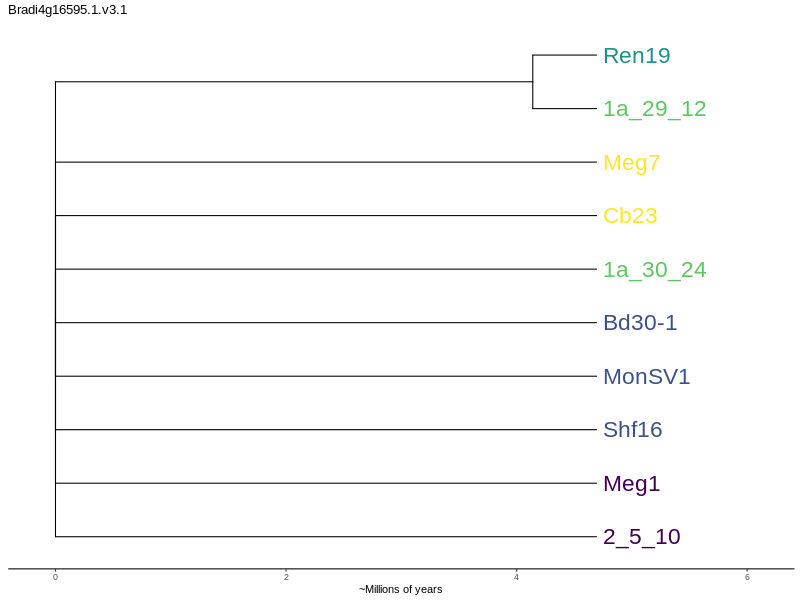 Bradi4g16595.1.v3.1
Ren19
1a_29_12
Meg7
Cb23
1a_30_24
Bd30-1
MonSV1
Shf16
Meg1
2_5_10
0 2 4 6
~Millions of years